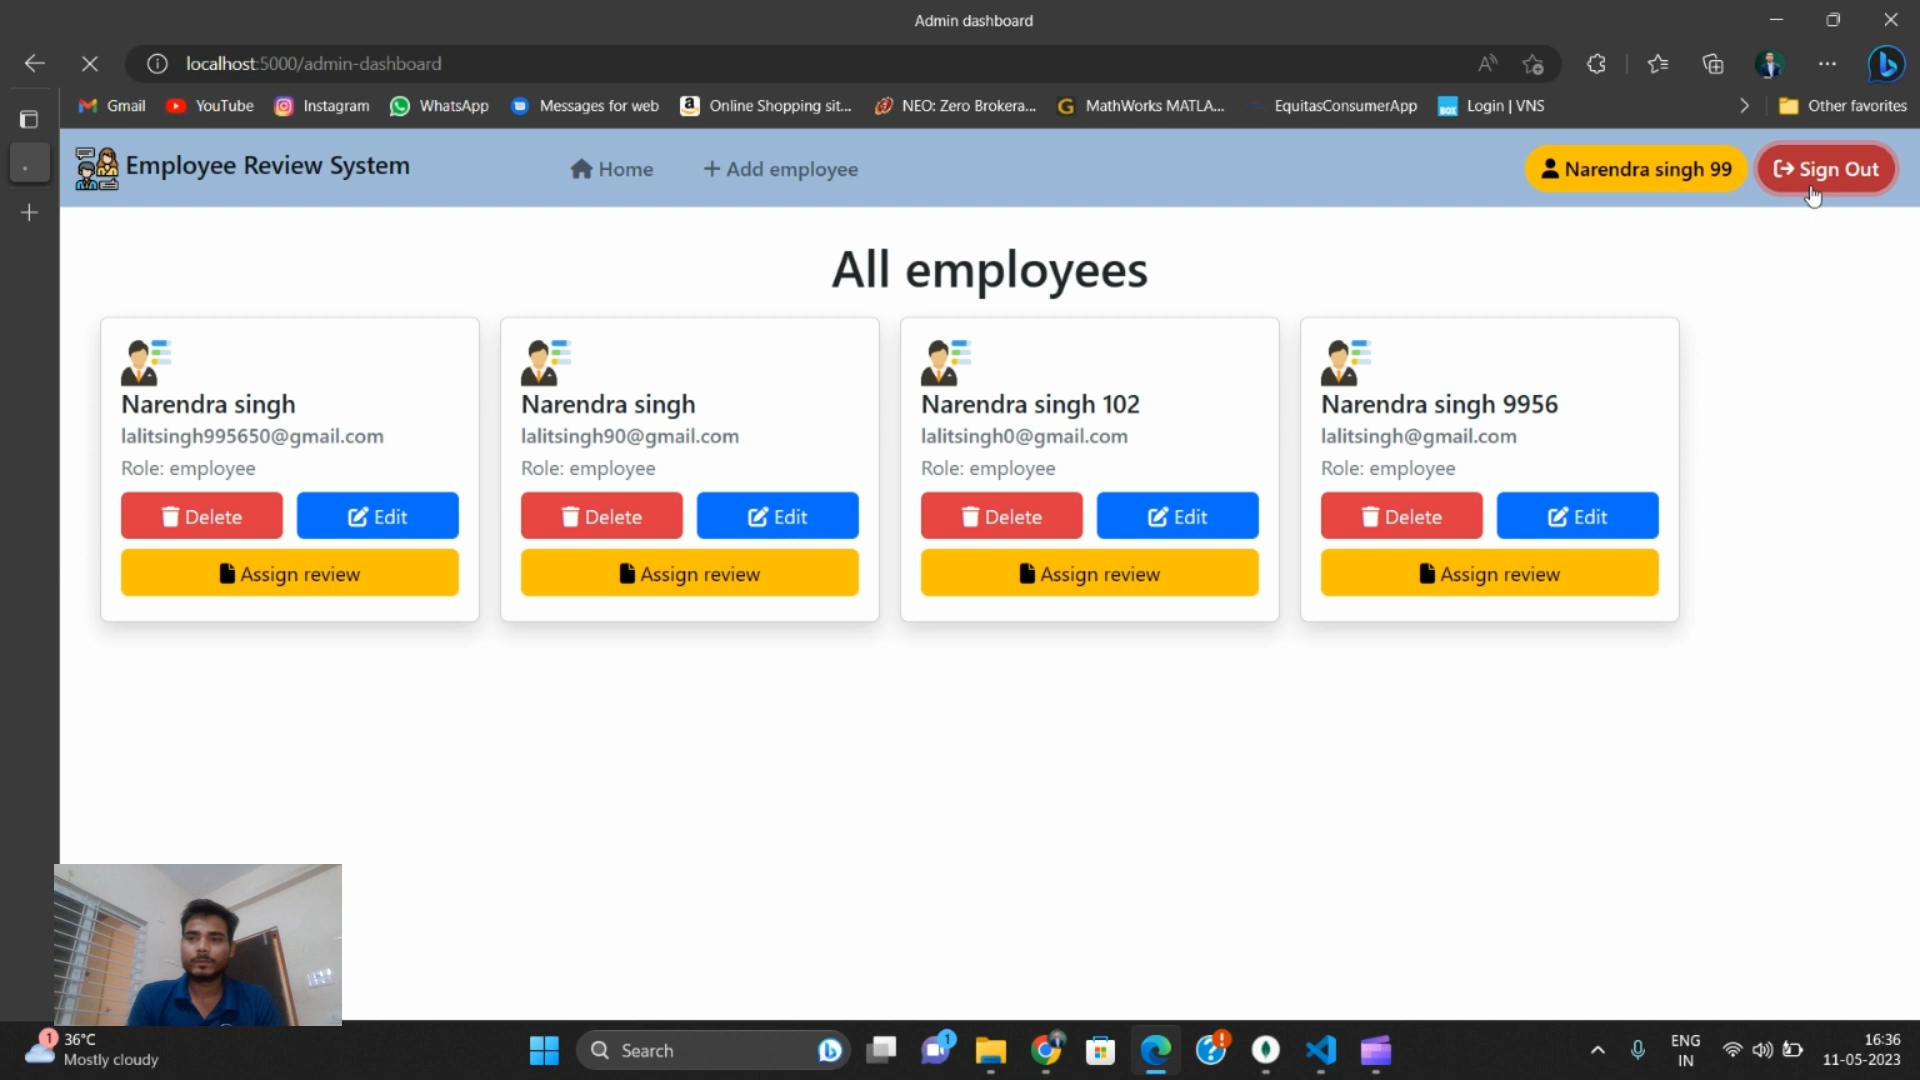 Admin dashboard
localhost:5000/admin-dashboard
Gmail YouTube Instagram WhatsApp Messages for web Online Shopping sit... NEO: Zero Brokera... MathWorks MATLA... EquitasConsumerApp Login | VNS Other favorites
Employee Review System Home + Add employee Narendra singh 99 Sign Out
All employees
Narendra singh
lalitsingh995650@gmail.com
Role: employee
Delete Edit
Assign review
Narendra singh
lalitsingh90@gmail.com
Role: employee
Delete Edit
Assign review
Narendra singh 102
lalitsingh0@gmail.com
Role: employee
Delete Edit
Assign review
Narendra singh 9956
lalitsingh@gmail.com
Role: employee
Delete Edit
Assign review
1
36°C
Mostly cloudy
Search
1
ENG
IN
16:36
11-05-2023